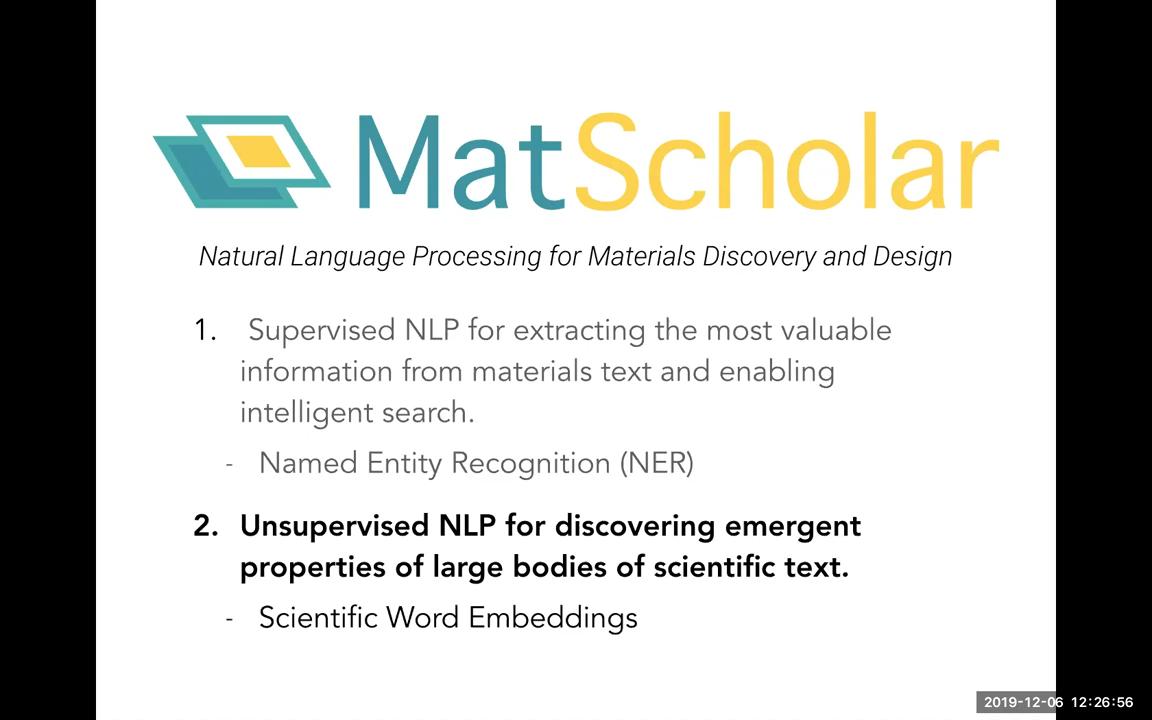 MatScholar
Natural Language Processing for Materials Discovery and Design
1. Supervised NLP for extracting the most valuable
information from materials text and enabling
intelligent search.
- Named Entity Recognition (NER)
2. Unsupervised NLP for discovering emergent
properties of large bodies of scientific text.
- Scientific Word Embeddings
2019-12-06 12:26:56